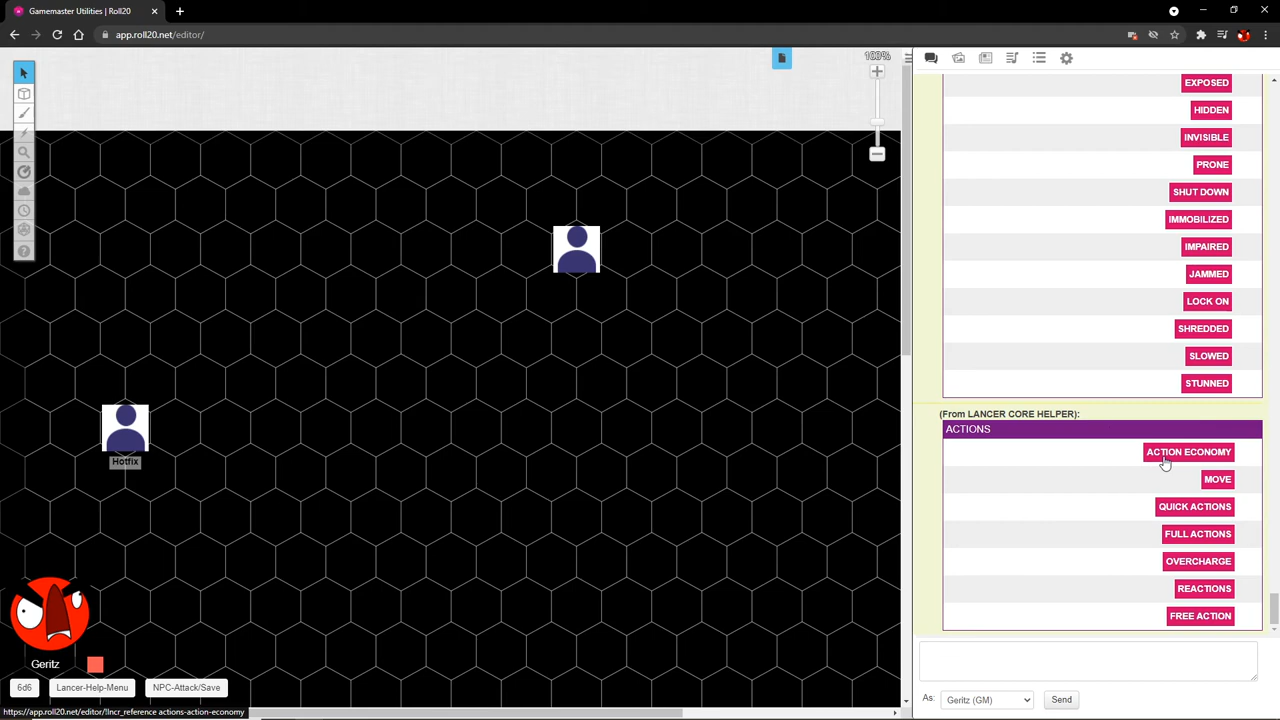 Gamemaster Utilities | Roll20
app.roll20.net/editor/
100%
EXPOSED
HIDDEN
INVISIBLE
PRONE
SHUT DOWN
IMMOBILIZED
IMPAIRED
JAMMED
LOCK ON
SHREDDED
SLOWED
STUNNED
(From LANCER CORE HELPER):
ACTIONS
ACTION ECONOMY
MOVE
QUICK ACTIONS
FULL ACTIONS
OVERCHARGE
REACTIONS
FREE ACTION
Hotfix
Geritz
6d6
Lancer-Help-Menu
NPC-Attack/Save
As:
Geritz (GM)
Send
https://app.roll20.net/editor/!lncr_reference actions-action-economy